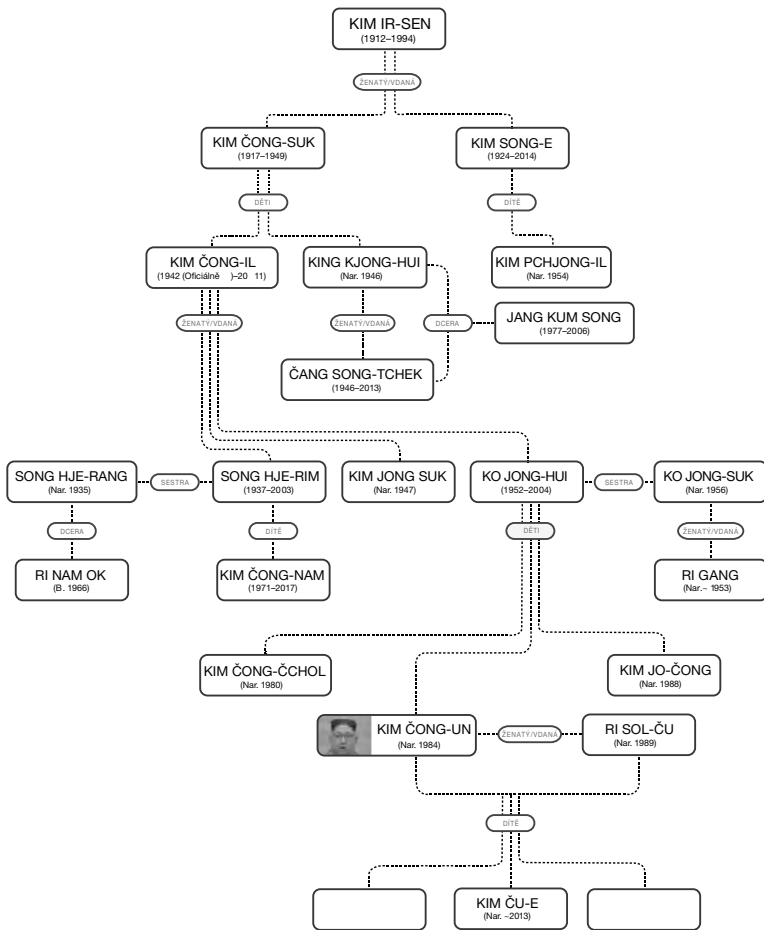 KIM IR-SEN
(1912–1994)
ŽENATÝ/VDANÁ
KIM ČONG-SUK
(1917–1949)
KIM SONG-E
(1924–2014)
DĚTI
DÍTĚ
KIM ČONG-IL
(1942 (Oficiálně )–20 11)
KING KJONG-HUI
(Nar. 1946)
KIM PCHJONG-IL
(Nar. 1954)
ŽENATÝ/VDANÁ
ŽENATÝ/VDANÁ
DCERA
JANG KUM SONG
(1977–2006)
ČANG SONG-TCHEK
(1946–2013)
SONG HJE-RANG
(Nar. 1935)
SESTRA
SONG HJE-RIM
(1937–2003)
KIM JONG SUK
(Nar. 1947)
KO JONG-HUI
(1952–2004)
SESTRA
KO JONG-SUK
(Nar. 1956)
DCERA
DÍTĚ
DĚTI
ŽENATÝ/VDANÁ
RI NAM OK
(B. 1966)
KIM ČONG-NAM
(1971–2017)
RI GANG
(Nar.~ 1953)
KIM ČONG-ČCHOL
(Nar. 1980)
KIM JO-ČONG
(Nar. 1988)
KIM ČONG-UN
(Nar. 1984)
ŽENATÝ/VDANÁ
RI SOL-ČU
(Nar. 1989)
DÍTĚ
KIM ČU-E
(Nar. ~2013)